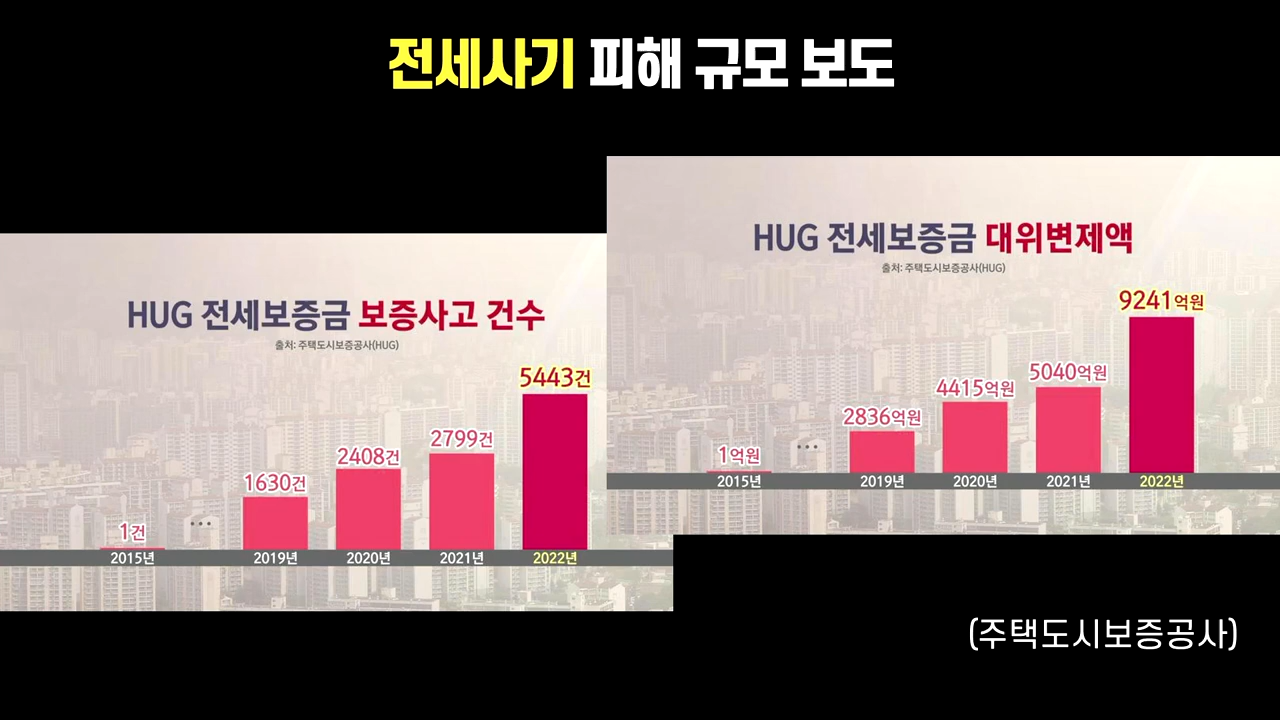 전세사기 피해 규모 보도
HUG 전세보증금 보증사고 건수
출처: 주택도시보증공사(HUG)
1건
...
1630건
2408건
2799건
5443건
2015년
2019년
2020년
2021년
2022년
HUG 전세보증금 대위변제액
출처: 주택도시보증공사(HUG)
1억원
...
2836억원
4415억원
5040억원
9241억원
2015년
2019년
2020년
2021년
2022년
(주택도시보증공사)